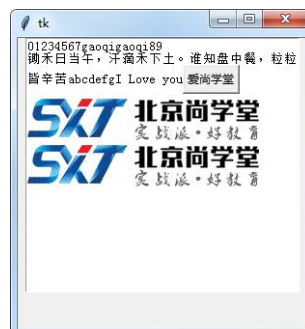 tk
01234567gaoqigaoqi89
锄禾日当午，汗滴禾下土。谁知盘中餐，粒粒
皆辛苦abcdefgI Love you爱尚学堂
SXT 北京尚学堂
实战派·好教育
SXT 北京尚学堂
实战派·好教育